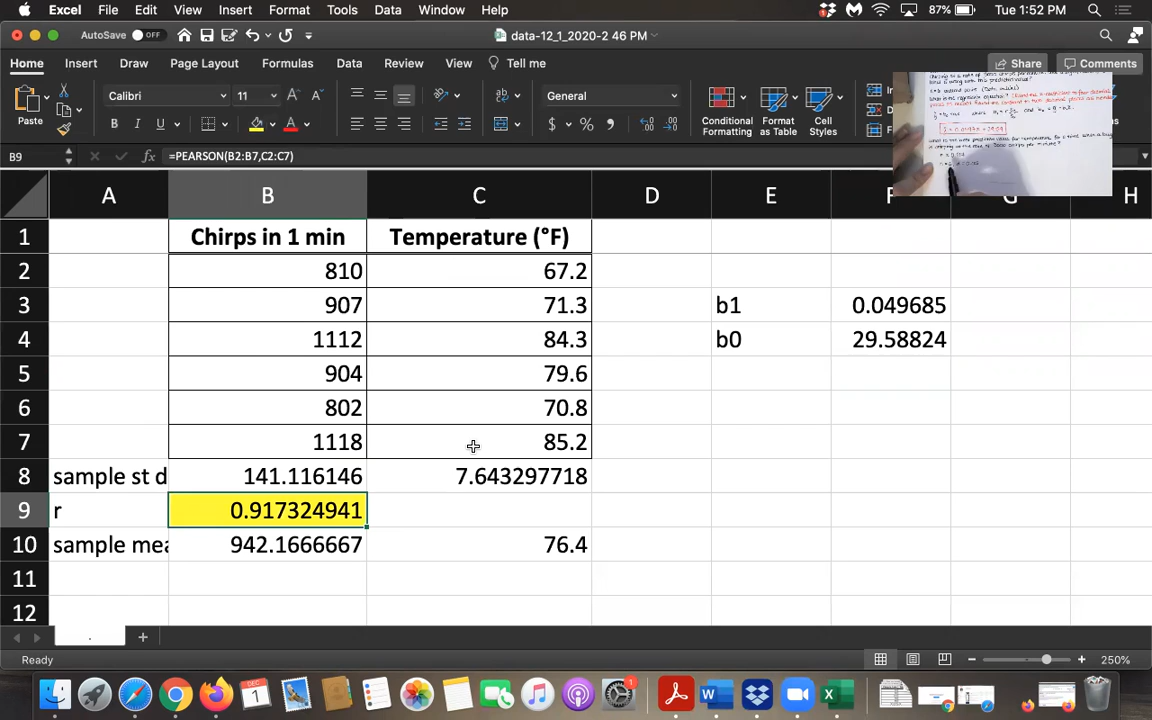 Excel File Edit View Insert Format Tools Data Window Help 87% Tue 1:52 PM
AutoSave OFF data-12_1_2020-2 46 PM
Home Insert Draw Page Layout Formulas Data Review View Tell me Share Comments
Paste Calibri 11 A A General Conditional Formatting Format as Table Cell Styles
B I U A $ % ,
B9 fx =PEARSON(B2:B7,C2:C7)
A B C D E F G H
1 Chirps in 1 min Temperature (°F)
2 810 67.2
3 907 71.3 b1 0.049685
4 1112 84.3 b0 29.58824
5 904 79.6
6 802 70.8
7 1118 85.2
8 sample st d 141.116146 7.643297718
9 r 0.917324941
10 sample mea 942.1666667 76.4
11
12
Ready 250%